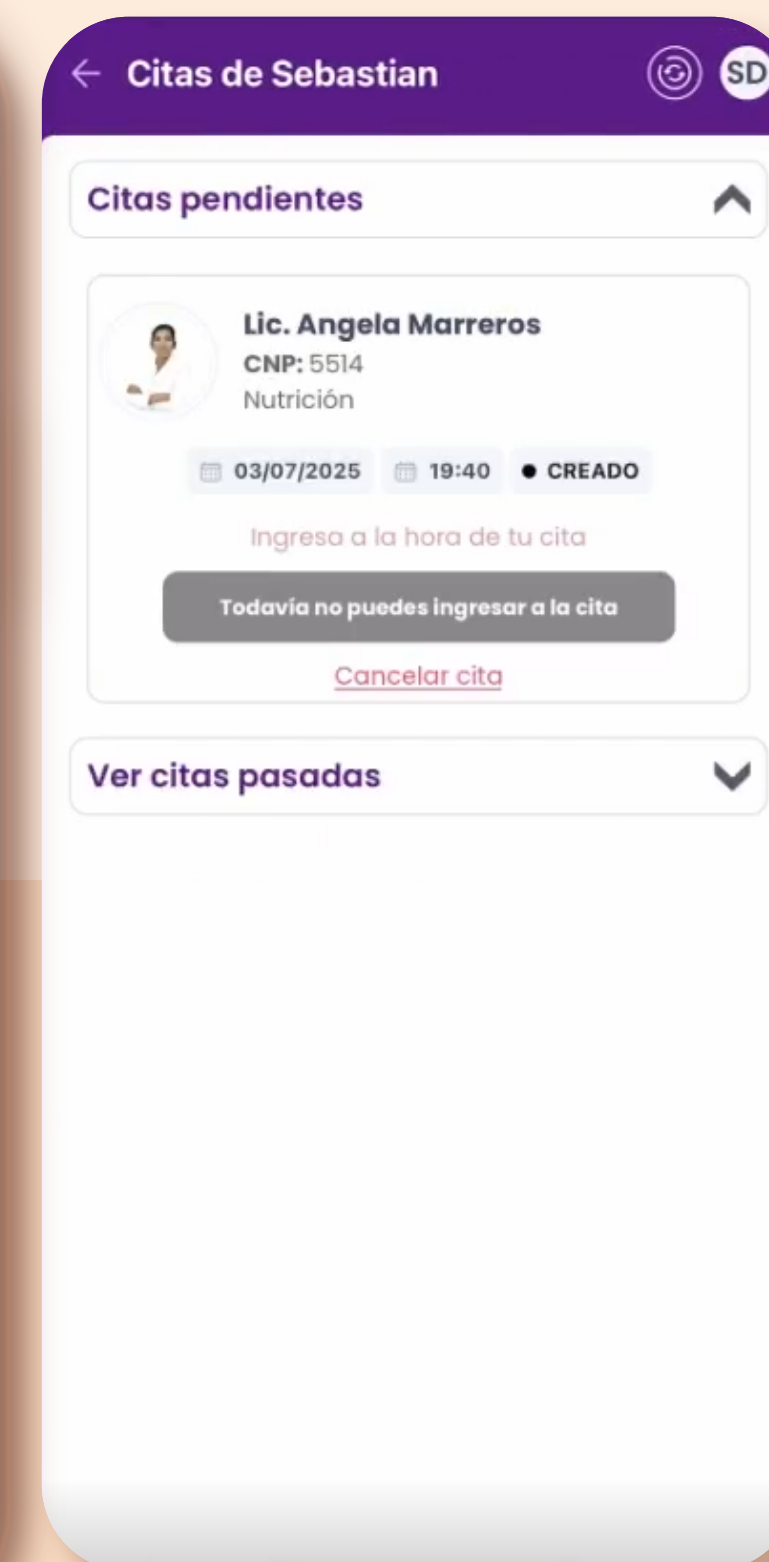 Citas de Sebastian
SD
Citas pendientes
Lic. Angela Marreros
CNP: 5514
Nutrición
03/07/2025 19:40 CREADO
Ingresa a la hora de tu cita
Todavía no puedes ingresar a la cita
Cancelar cita
Ver citas pasadas